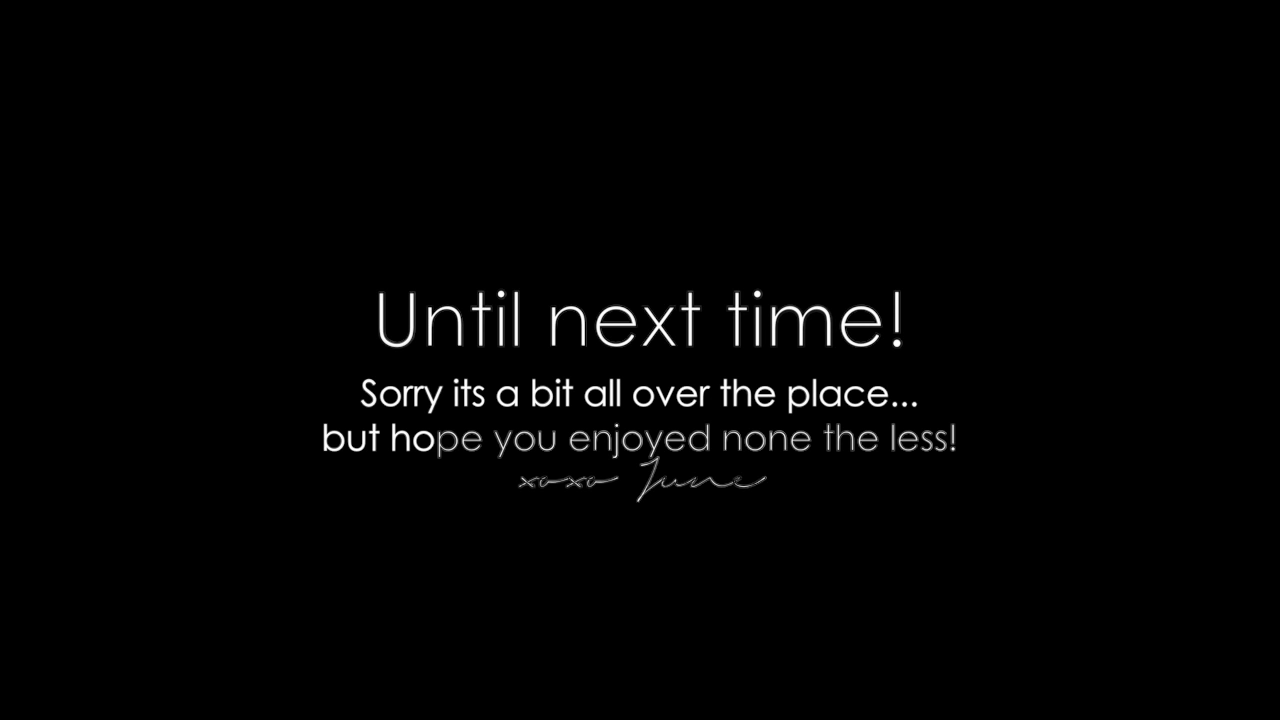 Until next time!
Sorry its a bit all over the place...
but hope you enjoyed none the less!
xoxo June